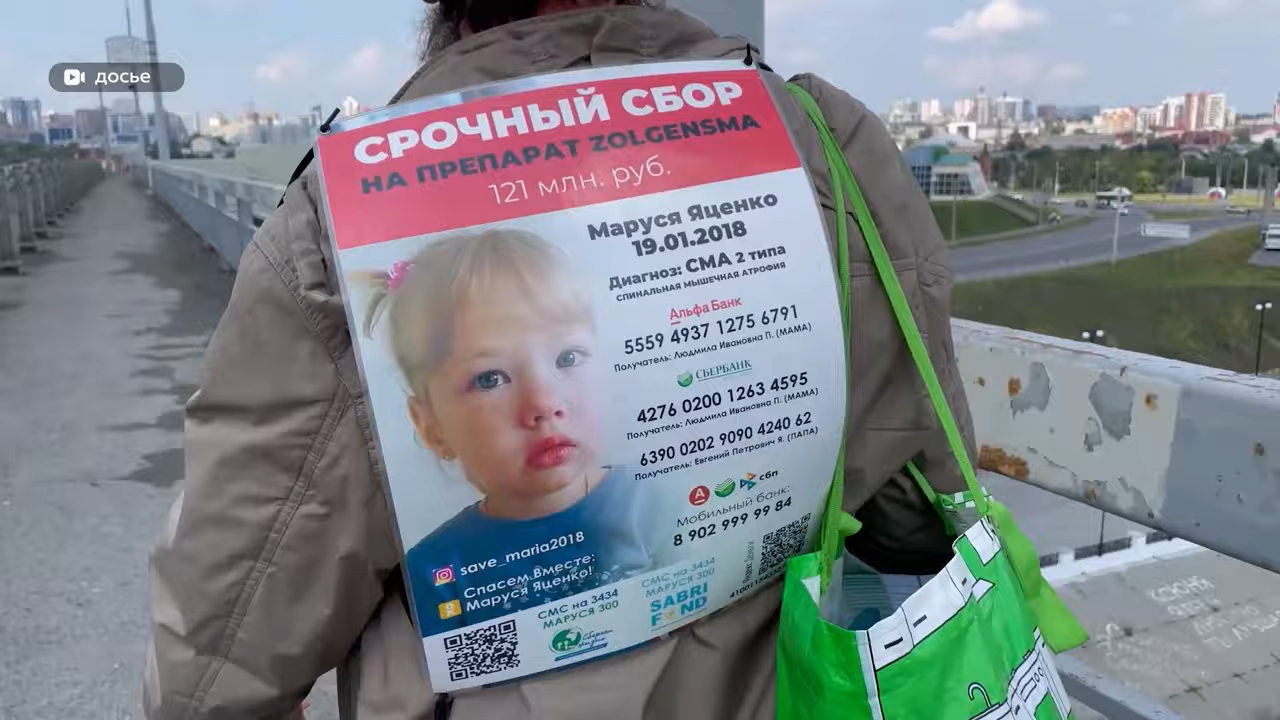 досье
СРОЧНЫЙ СБОР
НА ПРЕПАРАТ ZOLGENSMA
121 млн. руб.
Маруся Яценко
19.01.2018
Диагноз: СМА 2 типа
СПИНАЛЬНАЯ МЫШЕЧНАЯ АТРОФИЯ
Альфа Банк
5559 4937 1275 6791
Получатель: Людмила Ивановна П. (МАМА)
СБЕРБАНК
4276 0200 1263 4595
Получатель: Людмила Ивановна П. (МАМА)
6390 0202 9090 4240 62
Получатель: Евгений Петрович Я. (ПАПА)
сбп
Мобильный банк:
8 902 999 99 84
save_maria2018
Спасем Вместе:
Маруся Яценко!
СМС на 3434
МАРУСЯ 300
СМС на 3434
МАРУСЯ 300
SABRI
FOND